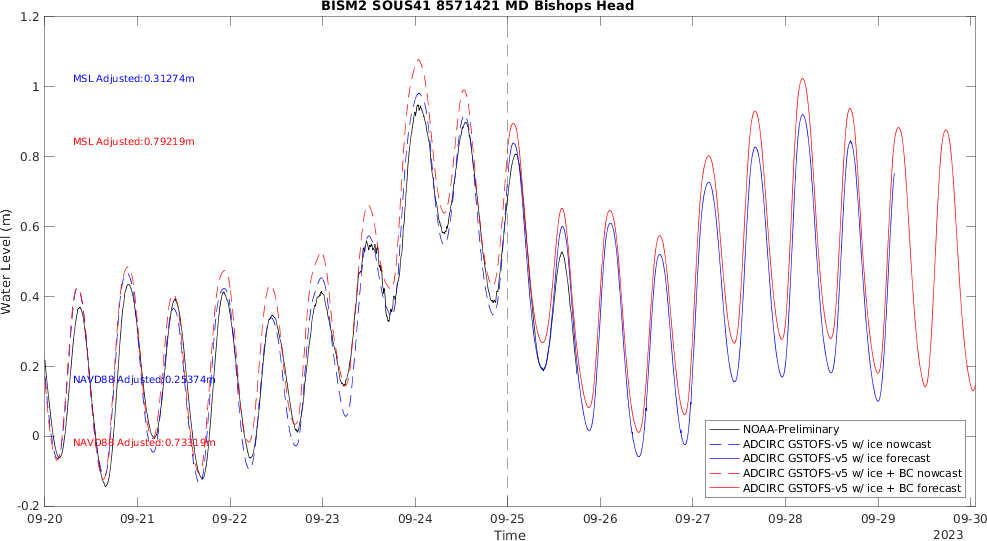 BISM2 SOUS41 8571421 MD Bishops Head
1.2
1
0.8
0.6
0.4
0.2
0
-0.2
Water Level (m)
MSL Adjusted:0.31274m
MSL Adjusted:0.79219m
NAVD88 Adjusted:0.25374m
NAVD88 Adjusted:0.73319m
NOAA-Preliminary
ADCIRC GSTOFS-v5 w/ ice nowcast
ADCIRC GSTOFS-v5 w/ ice forecast
ADCIRC GSTOFS-v5 w/ ice + BC nowcast
ADCIRC GSTOFS-v5 w/ ice + BC forecast
09-20 09-21 09-22 09-23 09-24 09-25 09-26 09-27 09-28 09-29 09-30
Time
2023